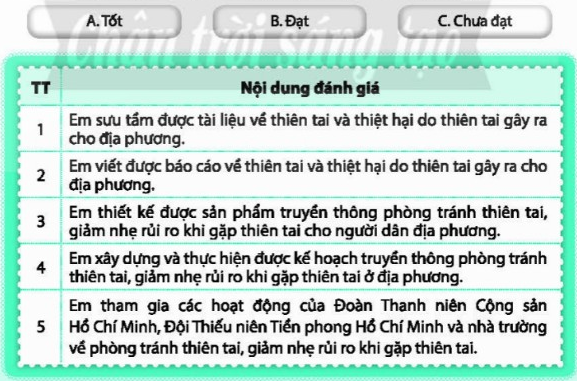 A. Tốt B. Đạt C. Chưa đạt
Chân trời sáng tạo
TT Nội dung đánh giá
1 Em sưu tầm được tài liệu về thiên tai và thiệt hại do thiên tai gây ra
cho địa phương.
2 Em viết được báo cáo về thiên tai và thiệt hại do thiên tai gây ra cho
địa phương.
3 Em thiết kế được sản phẩm truyền thông phòng tránh thiên tai,
giảm nhẹ rủi ro khi gặp thiên tai cho người dân địa phương.
4 Em xây dựng và thực hiện được kế hoạch truyền thông phòng tránh
thiên tai, giảm nhẹ rủi ro khi gặp thiên tai ở địa phương.
5 Em tham gia các hoạt động của Đoàn Thanh niên Cộng sản
Hồ Chí Minh, Đội Thiếu niên Tiền phong Hồ Chí Minh và nhà trường
về phòng tránh thiên tai, giảm nhẹ rủi ro khi gặp thiên tai.